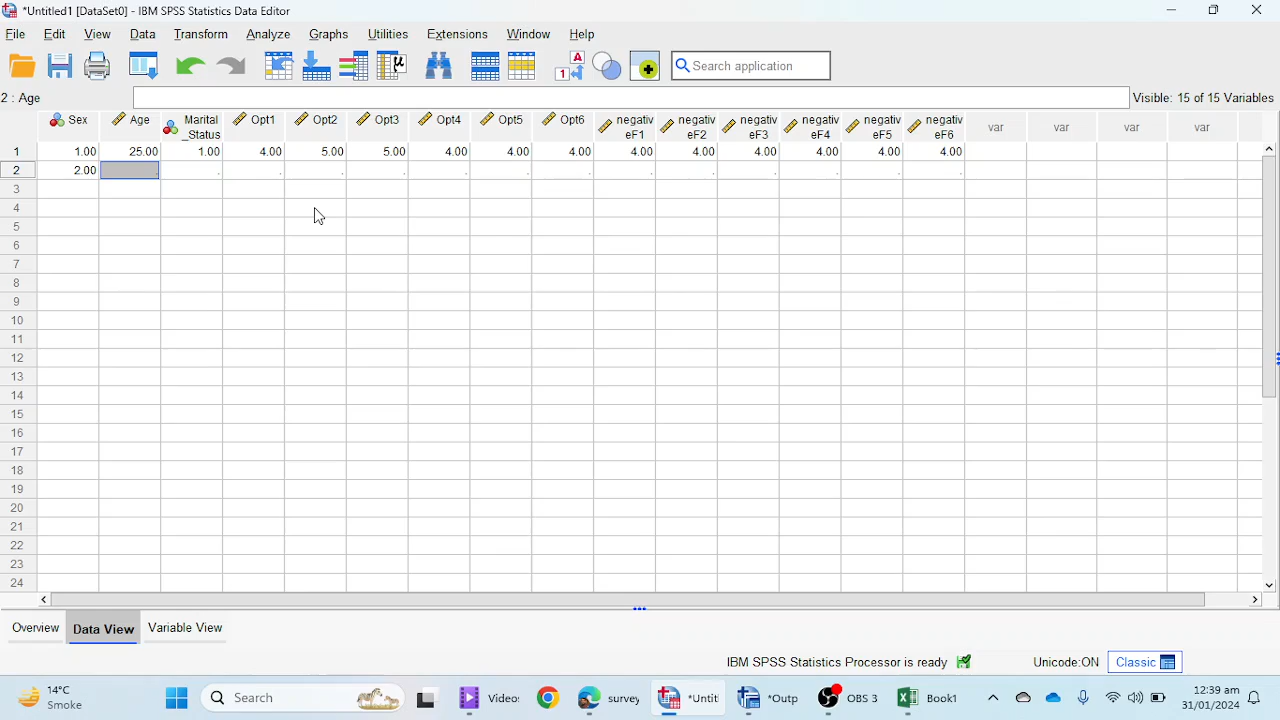 *Untitled1 [DataSet0] - IBM SPSS Statistics Data Editor
File Edit View Data Transform Analyze Graphs Utilities Extensions Window Help
Search application
2 : Age Visible: 15 of 15 Variables
Sex Age Marital_Status Opt1 Opt2 Opt3 Opt4 Opt5 Opt6 negativeF1 negativeF2 negativeF3 negativeF4 negativeF5 negativeF6 var var var var
1 1.00 25.00 1.00 4.00 5.00 5.00 4.00 4.00 4.00 4.00 4.00 4.00 4.00 4.00 4.00
2 2.00 . . . . . . . . . . . . . .
3
4
5
6
7
8
9
10
11
12
13
14
15
16
17
18
19
20
21
22
23
24
Overview Data View Variable View
IBM SPSS Statistics Processor is ready Unicode:ON Classic
14°C
Smoke
Search
Video:
survey
*Untit
*Outp
OBS 3
Book1
12:39 am
31/01/2024